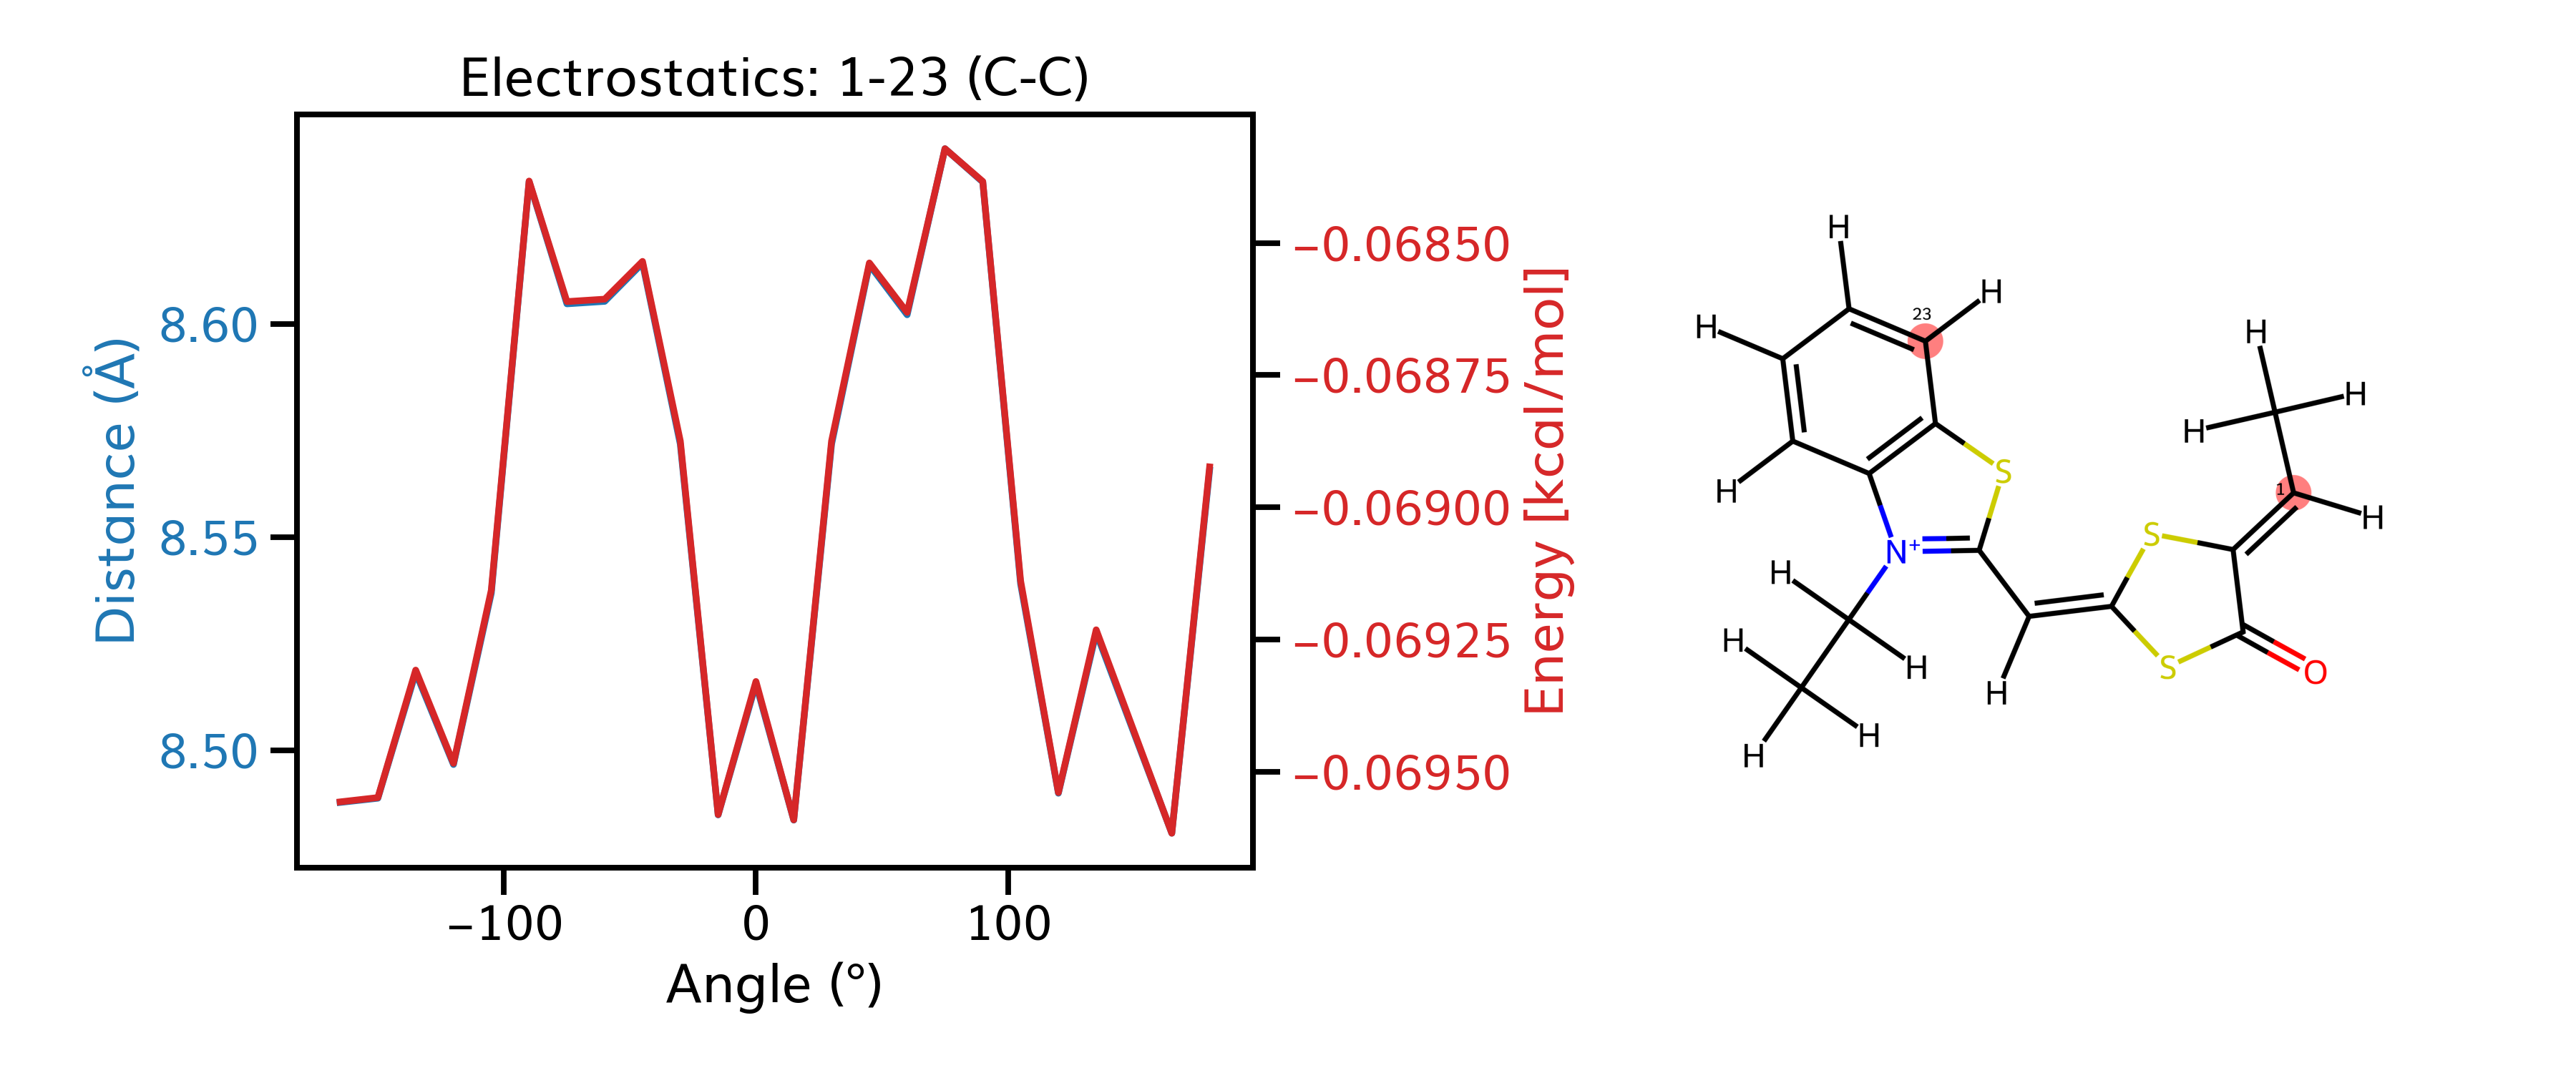 Electrostatics: 1-23 (C-C)
Distance (Å)
8.60
8.55
8.50
−100
0
100
Angle (°)
−0.06850
−0.06875
−0.06900
−0.06925
−0.06950
Energy [kcal/mol]
H
H
23
H
H
H
H
H
S
1
H
H
S
N+
H
H
H
S
O
H
H
H